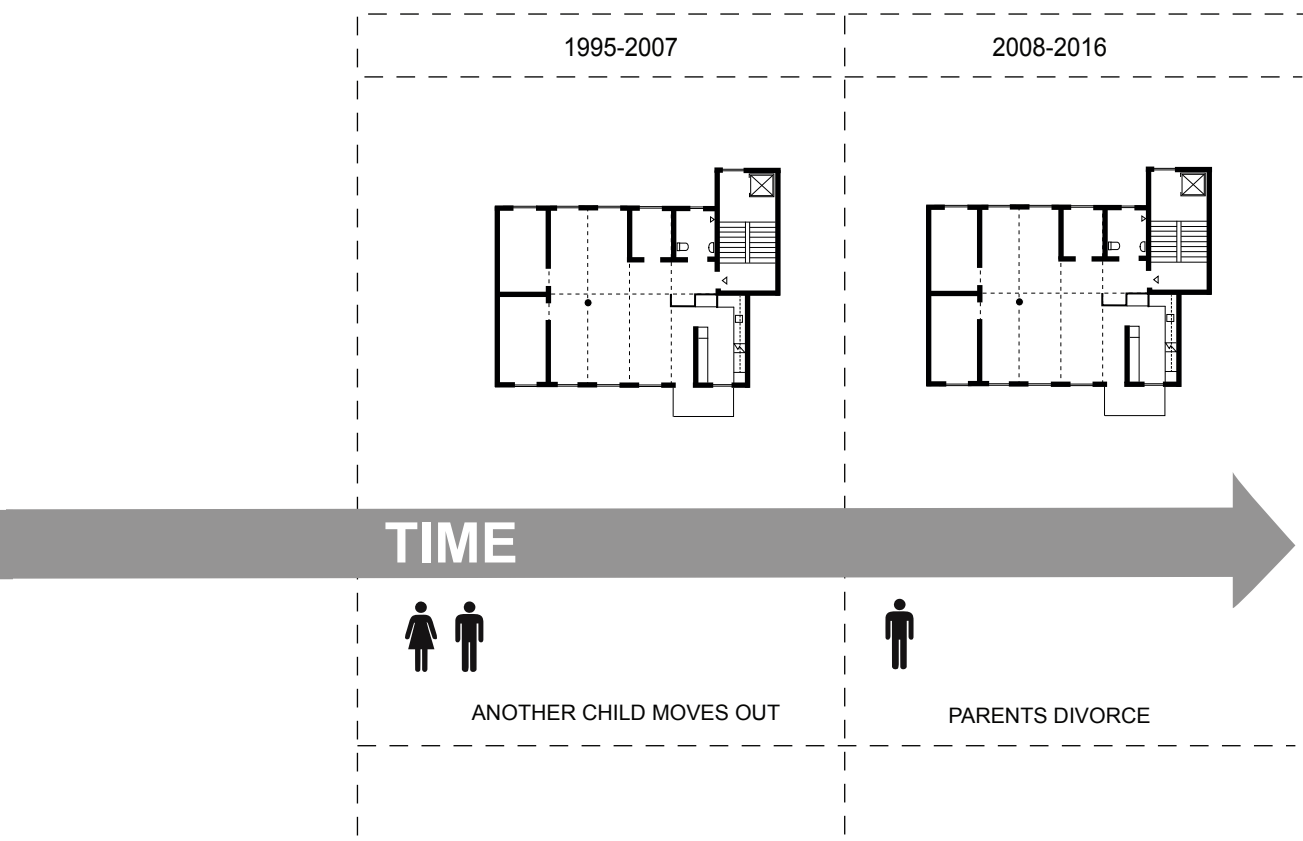 1995-2007
2008-2016
TIME
ANOTHER CHILD MOVES OUT
PARENTS DIVORCE